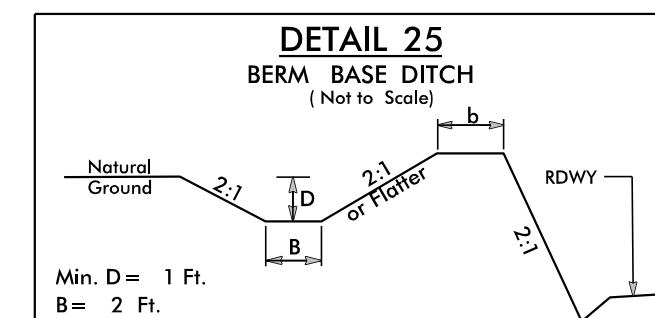 DETAIL 25
BERM BASE DITCH
( Not to Scale)
b
Natural
Ground
2:1
D
2:1
or Flatter
RDWY
B
2:1
Min. D = 1 Ft.
B = 2 Ft.